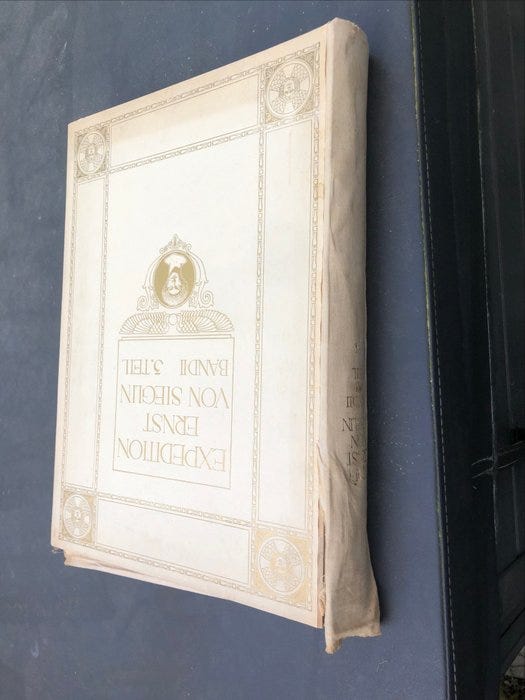 EXPEDITION
ERNST
VON SIEGLIN
BAND II 3. TEIL